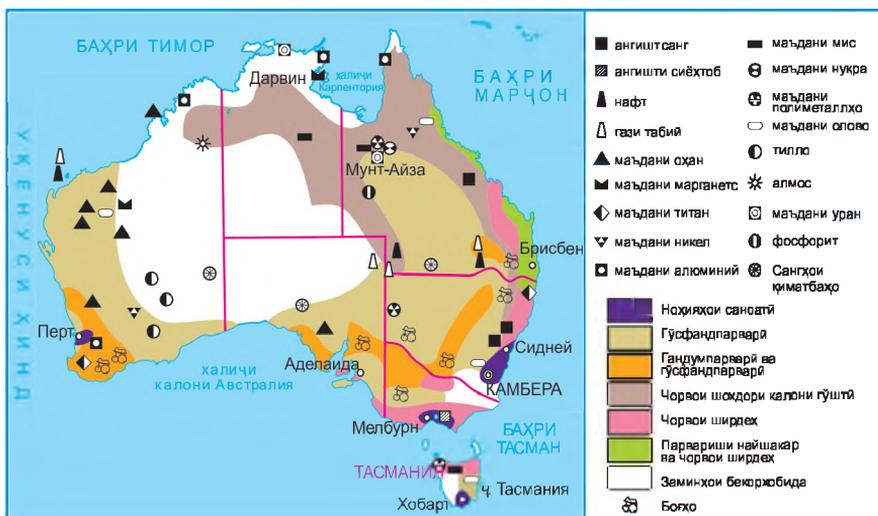 БАҲРИ ТИМОР
Дарвин
халиҷи
Карпентория
БАҲРИ
МАРҶОН
УКЕНУСИ ҲИНД
Мунт-Айза
Брисбен
Перт
Аделаида
Сидней
халиҷи
калони Австралия
КАМБЕРА
Мелбурн
БАҲРИ
ТАСМАН
ТАСМАНИЯ
ҷ Тасмания
Хобарт
ангиштсанг
ангишти сиёҳтоб
нафт
гази табий
маъдани оҳан
маъдани марганетс
маъдани титан
маъдани никел
маъдани алюминий
маъдани мис
маъдани нуқра
маъдани
полиметаллҳо
маъдани олово
тилло
алмос
маъдани уран
фосфорит
Сангҳои
қиматбаҳо
Ноҳияҳои саноатӣ
Гӯсфандпарварӣ
Гандумпарварӣ ва
гӯсфандпарварӣ
Чорвои шохдори калони гӯштӣ
Чорвои ширдеҳ
Парвариши найшакар
ва чорвои ширдеҳ
Заминҳои бекорхобида
Боғҳо